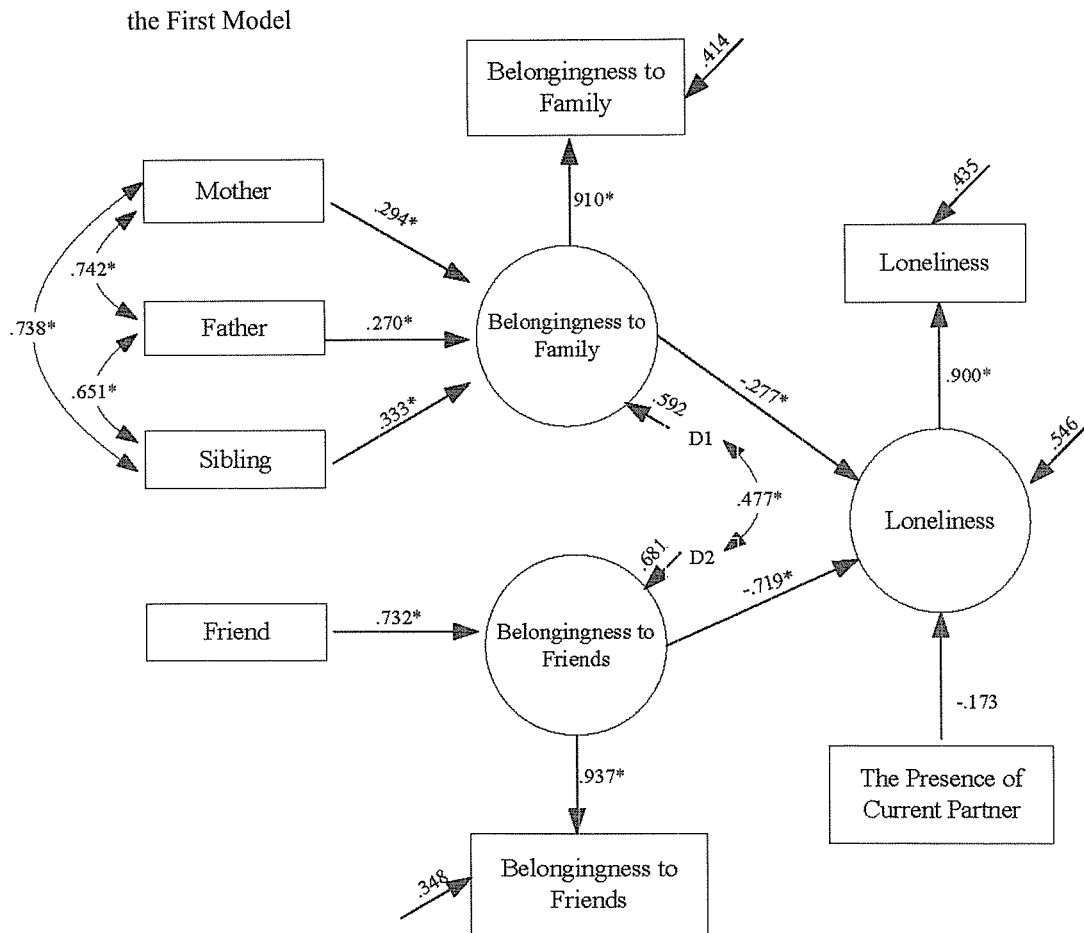 the First Model
Belongingness to
Family
.414
Mother
.294*
910*
.435
Loneliness
.742*
.738*
Father
.270*
Belongingness to
Family
.900*
.651*
.333*
-.277*
.592
D1
.546
Sibling
.477*
Loneliness
.681
D2
-.719*
Friend
.732*
Belongingness to
Friends
-.173
.937*
The Presence of
Current Partner
.348
Belongingness to
Friends